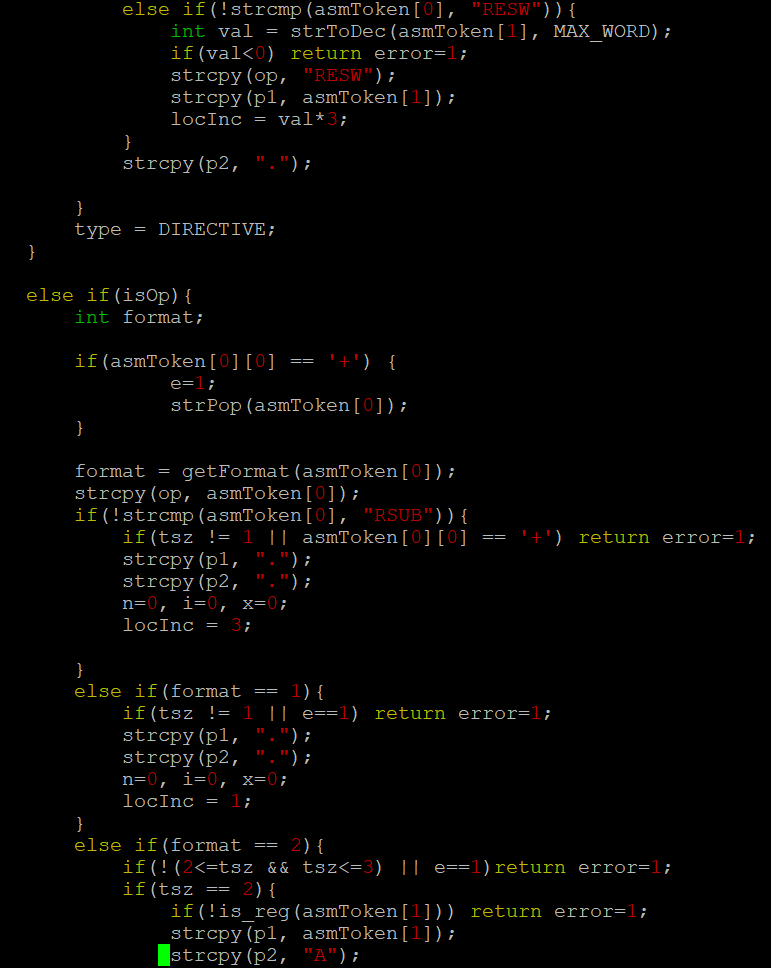 else if(!strcmp(asmToken[0], "RESW")){
int val = strToDec(asmToken[1], MAX_WORD);
if(val<0) return error=1;
strcpy(op, "RESW");
strcpy(p1, asmToken[1]);
locInc = val*3;
}
strcpy(p2, ".");
}
type = DIRECTIVE;
}
else if(isOp){
int format;
if(asmToken[0][0] == '+') {
e=1;
strPop(asmToken[0]);
}
format = getFormat(asmToken[0]);
strcpy(op, asmToken[0]);
if(!strcmp(asmToken[0], "RSUB")){
if(tsz != 1 || asmToken[0][0] == '+') return error=1;
strcpy(p1, ".");
strcpy(p2, ".");
n=0, i=0, x=0;
locInc = 3;
}
else if(format == 1){
if(tsz != 1 || e==1) return error=1;
strcpy(p1, ".");
strcpy(p2, ".");
n=0, i=0, x=0;
locInc = 1;
}
else if(format == 2){
if(!(2<=tsz && tsz<=3) || e==1)return error=1;
if(tsz == 2){
if(!is_reg(asmToken[1])) return error=1;
strcpy(p1, asmToken[1]);
strcpy(p2, "A");